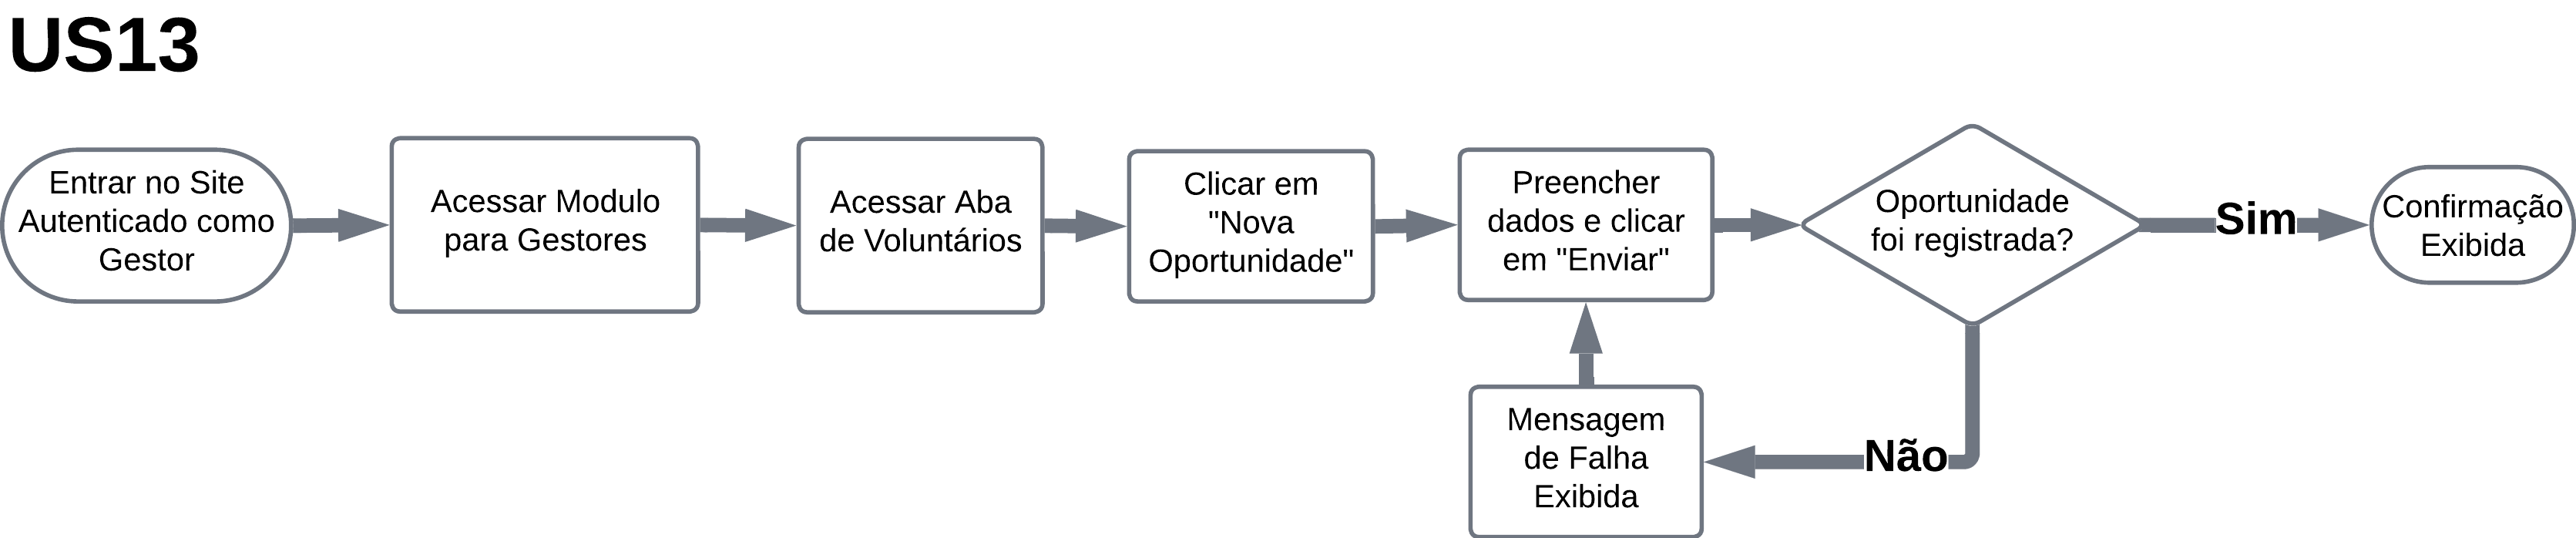 US13
Entrar no Site
Autenticado como
Gestor
Acessar Modulo
para Gestores
Acessar Aba
de Voluntários
Clicar em
"Nova
Oportunidade"
Preencher
dados e clicar
em "Enviar"
Oportunidade
foi registrada?
Sim
Confirmação
Exibida
Não
Mensagem
de Falha
Exibida